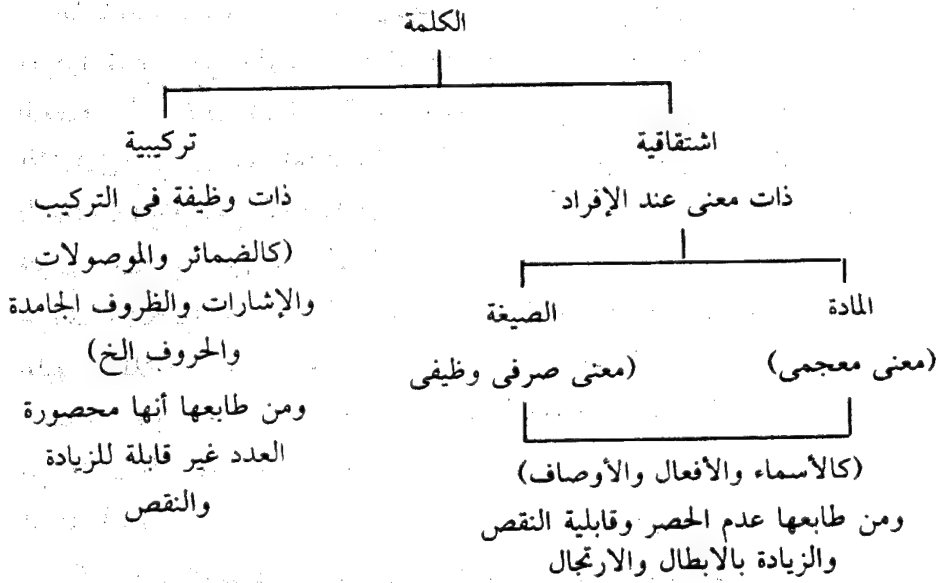 الكلمة
اشتقاقية
ذات معنى عند الإفراد
المادة
(معنى معجمى)
الصيغة
(معنى صرفى وظيفى
(كالأسماء والأفعال والأوصاف)
ومن طابعها عدم الحصر وقابلية النقص
والزيادة بالابطال والارتجال
تركيبية
ذات وظيفة فى التركيب
(كالضمائر والموصولات
والإشارات والظروف الجامدة
والحروف الخ)
ومن طابعها أنها محصورة
العدد غير قابلة للزيادة
والنقص